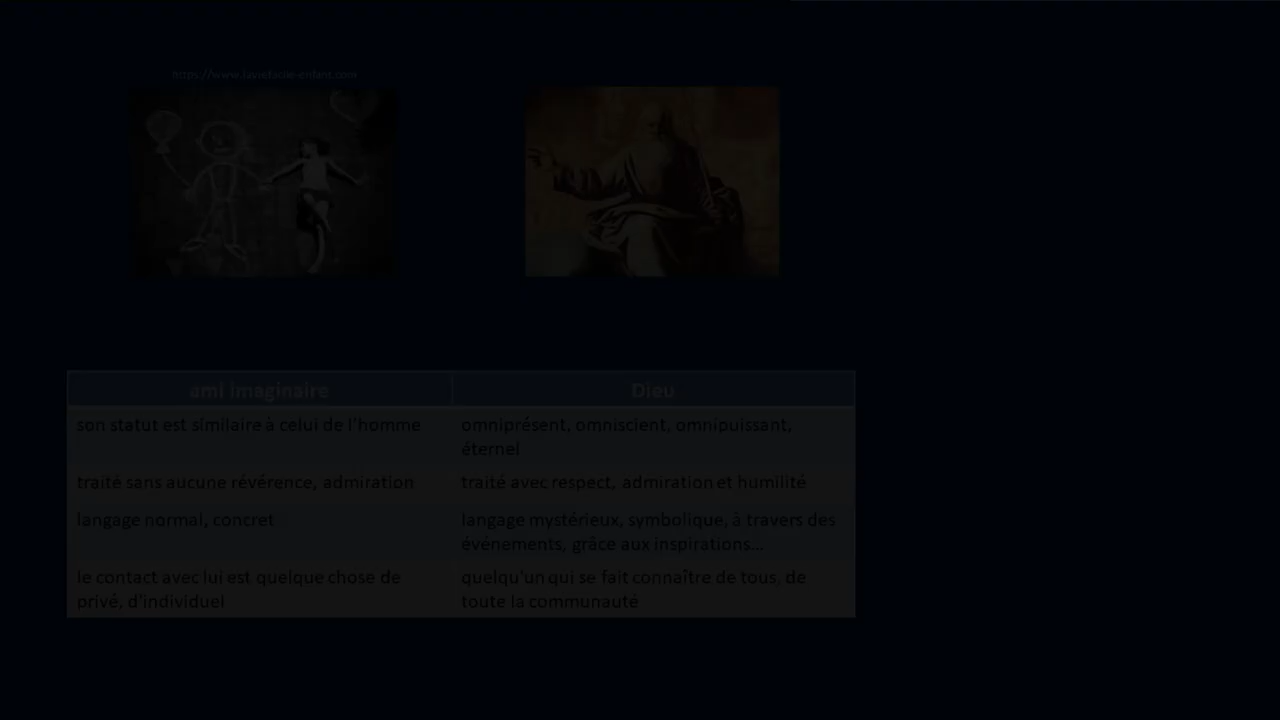 https://www.laviefacile-enfant.com
ami imaginaire
Dieu
son statut est similaire à celui de l'homme
omniprésent, omniscient, omnipuissant,
éternel
traité sans aucune révérence, admiration
traité avec respect, admiration et humilité
langage normal, concret
langage mystérieux, symbolique, à travers des
événements, grâce aux inspirations...
le contact avec lui est quelque chose de
privé, d'individuel
quelqu'un qui se fait connaître de tous, de
toute la communauté